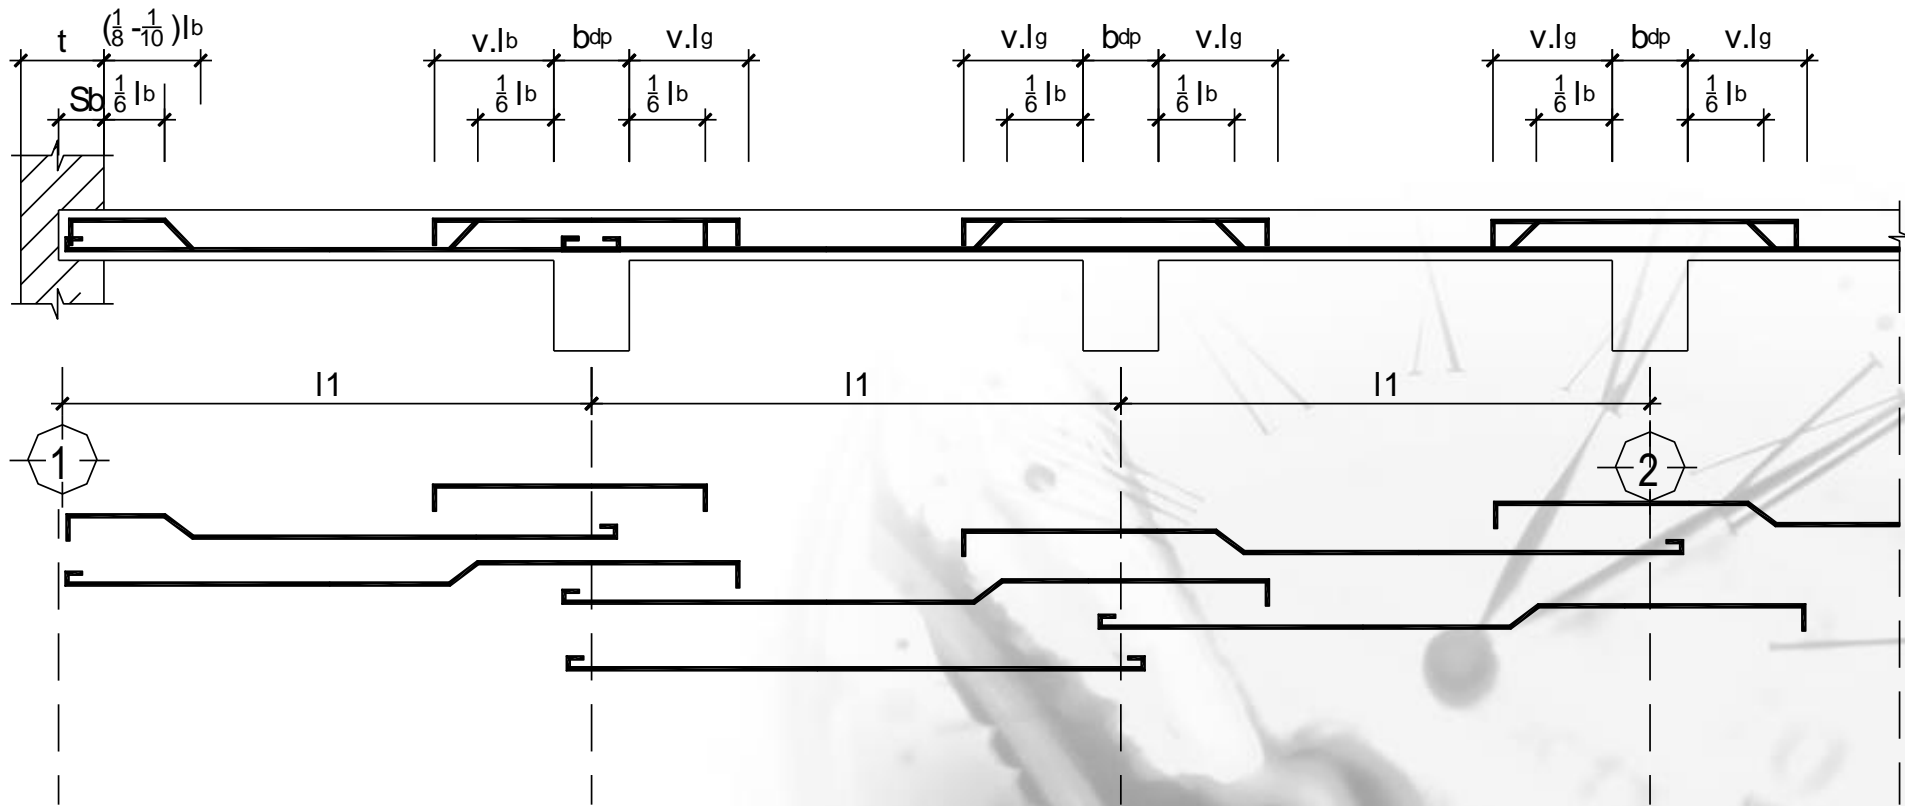 t (1/8 - 1/10)lb v.lb bdp v.lg v.lg bdp v.lg v.lg bdp v.lg
Sb 1/6 lb 1/6 lb 1/6 lb 1/6 lb 1/6 lb 1/6 lb 1/6 lb
l1 l1 l1
1 2